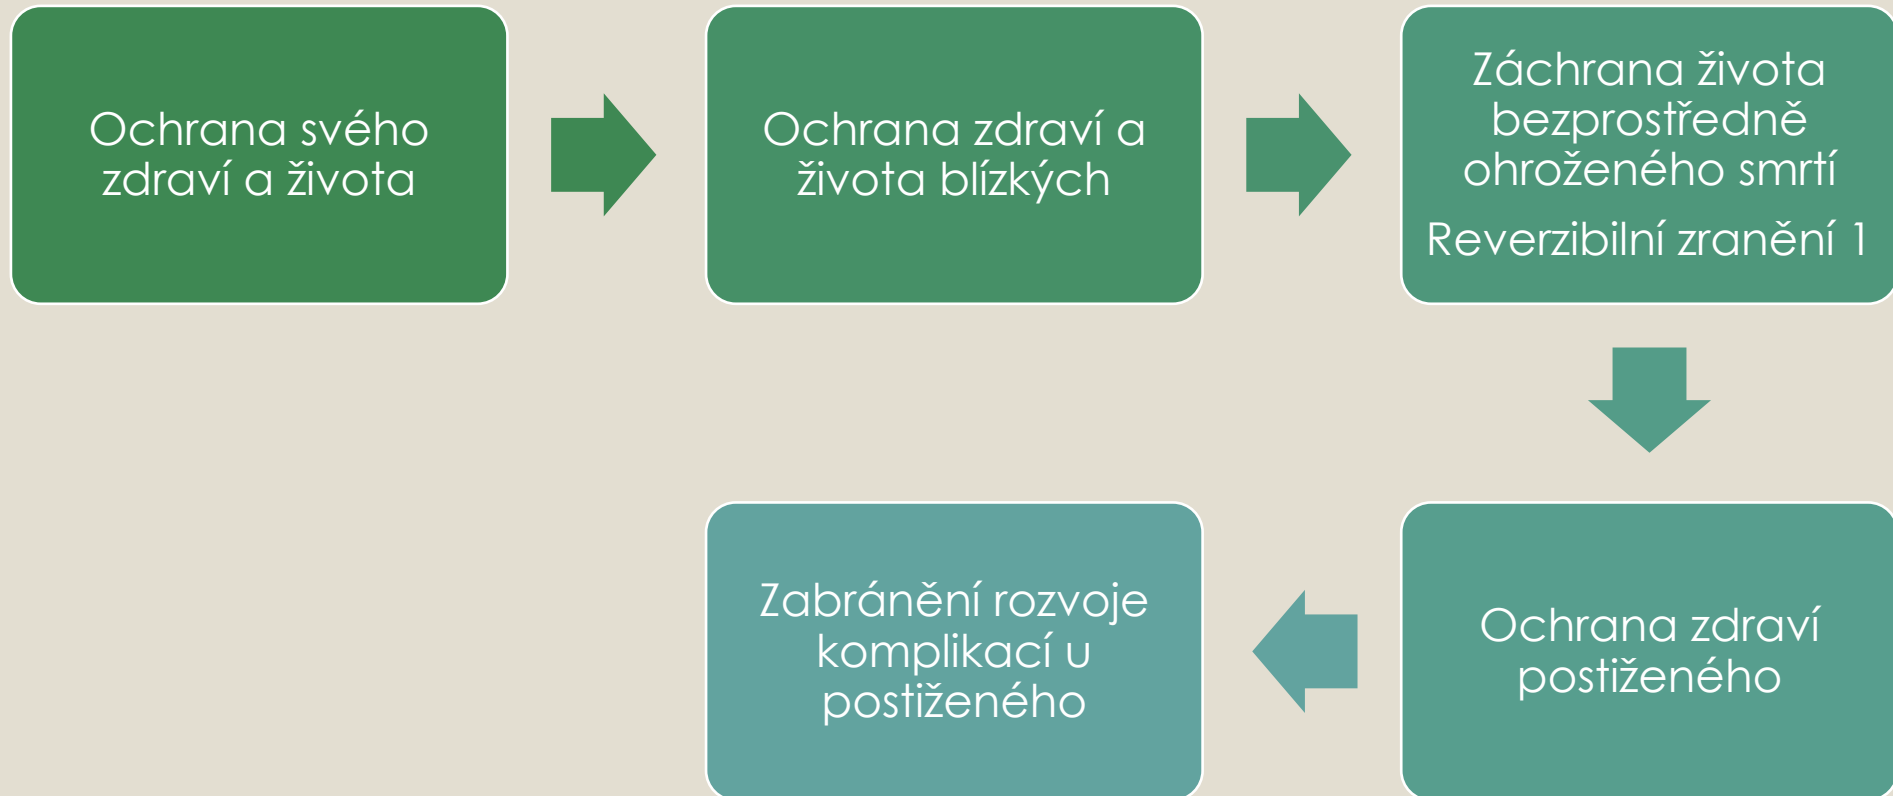 Ochrana svého
zdraví a života
Ochrana zdraví a
života blízkých
Záchrana života
bezprostředně
ohroženého smrtí
Reverzibilní zranění 1
Ochrana zdraví
postiženého
Zabránění rozvoje
komplikací u
postiženého